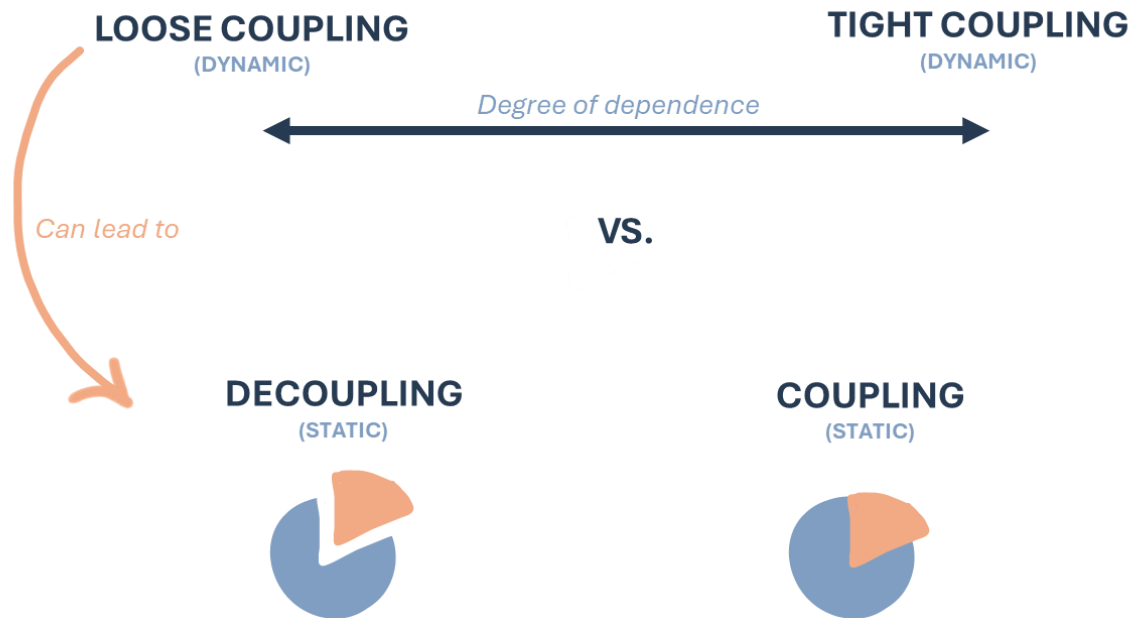 LOOSE COUPLING
(DYNAMIC)
TIGHT COUPLING
(DYNAMIC)
Degree of dependence
Can lead to
VS.
DECOUPLING
(STATIC)
COUPLING
(STATIC)